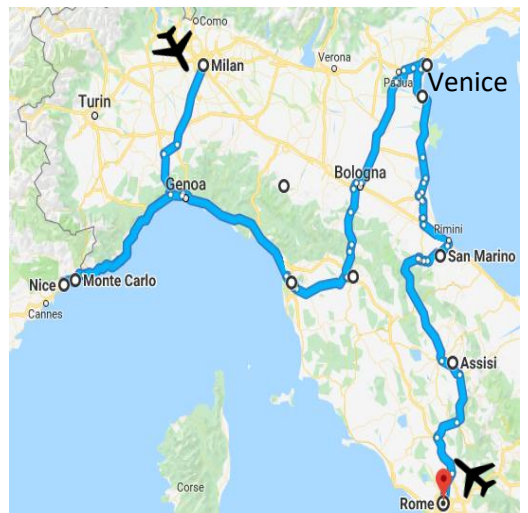 Como
Milan
Verona
Venice
Padua
Turin
Bologna
Genoa
Rimini
San Marino
Nice
Monte Carlo
Cannes
Assisi
Corse
Rome